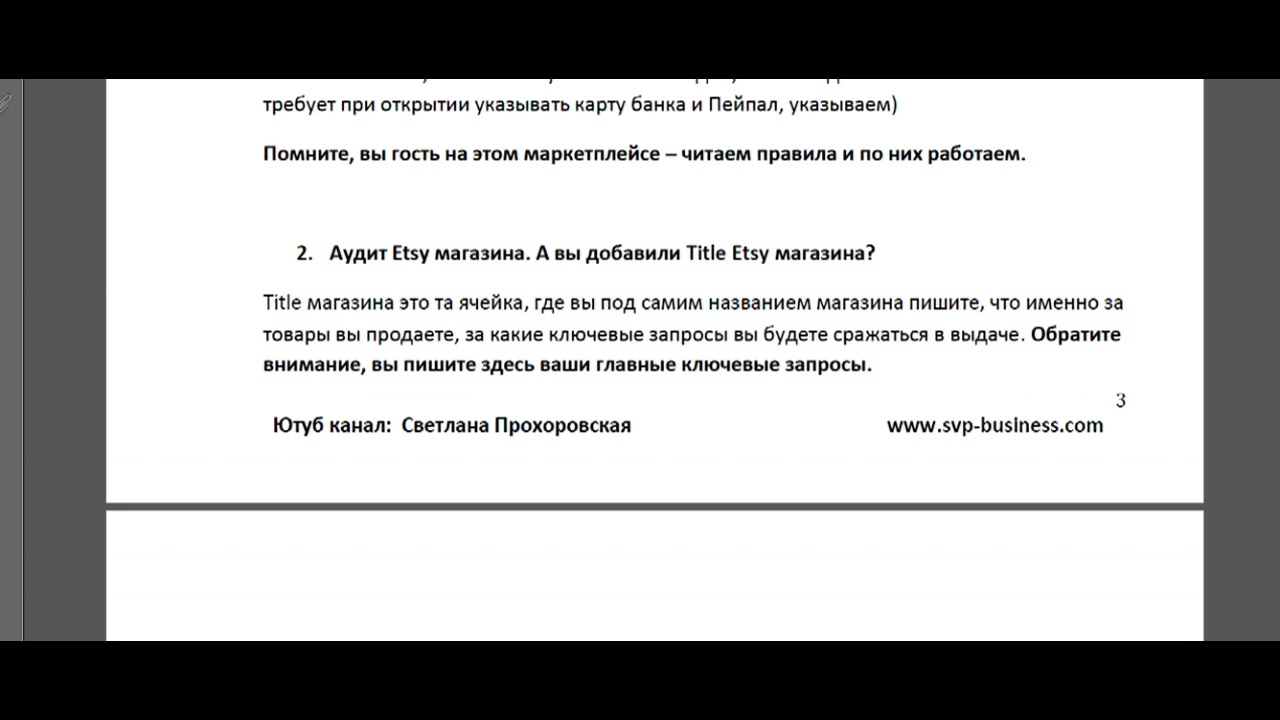 требует при открытии указывать карту банка и Пейпал, указываем)
Помните, вы гость на этом маркетплейсе – читаем правила и по них работаем.
2. Аудит Etsy магазина. А вы добавили Title Etsy магазина?
Title магазина это та ячейка, где вы под самим названием магазина пишите, что именно за
товары вы продаете, за какие ключевые запросы вы будете сражаться в выдаче. Обратите
внимание, вы пишите здесь ваши главные ключевые запросы.
3
Ютуб канал: Светлана Прохоровская www.svp-business.com